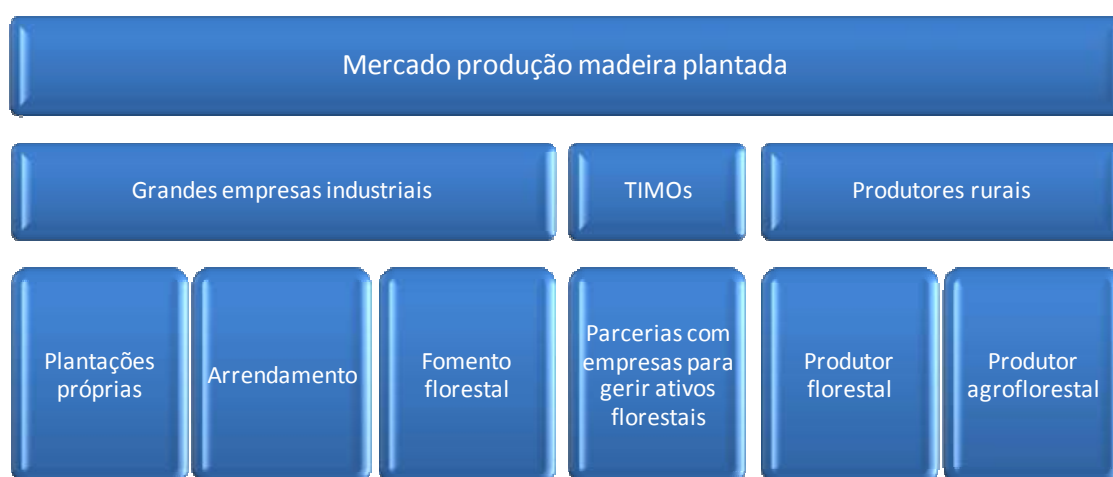 Mercado produção madeira plantada
Grandes empresas industriais
TIMOs
Produtores rurais
Plantações
próprias
Arrendamento
Fomento
florestal
Parcerias com
empresas para
gerir ativos
florestais
Produtor
florestal
Produtor
agroflorestal